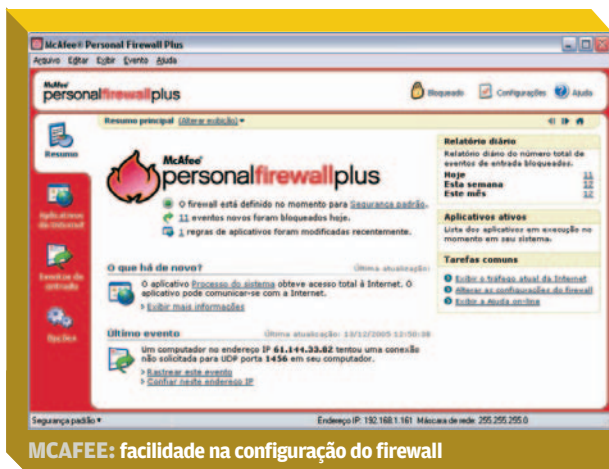 McAfee® Personal Firewall Plus
Arquivo Editar Exibir Evento Ajuda
McAfee
personalfirewallplus
Bloqueado Configurações Ajuda
Resumo principal (Alterar exibição)
Resumo
Aplicativos da Internet
Eventos de entrada
Opções
McAfee
personalfirewallplus
O firewall está definido no momento para Segurança padrão.
11 eventos novos foram bloqueados hoje.
1 regras de aplicativos foram modificadas recentemente.
O que há de novo? Última atualização:
O aplicativo Processo do sistema obteve acesso total à Internet. O
aplicativo pode comunicar-se com a Internet.
> Exibir mais informações
Último evento Última atualização: 13/12/2005 12:50:38
Um computador no endereço IP 61.144.33.82 tentou uma conexão
não solicitada para UDP porta 1456 em seu computador.
> Rastrear este evento
> Confiar neste endereço IP
Relatório diário
Relatório diário do número total de
eventos de entrada bloqueados.
Hoje 11
Esta semana 12
Este mês 12
Aplicativos ativos
Lista dos aplicativos em execução no
momento em seu sistema.
Tarefas comuns
Exibir o tráfego atual da Internet
Alterar as configurações do firewall
Exibir a Ajuda on-line
Segurança padrão Endereço IP: 192.168.1.161 Máscara de rede: 255.255.255.0
MCAFEE: facilidade na configuração do firewall